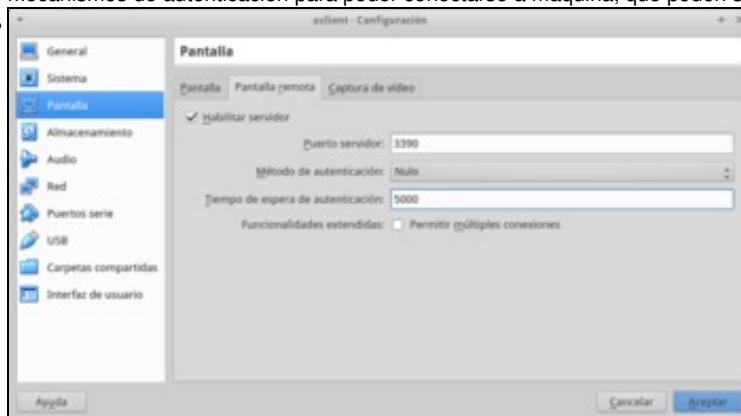 mecanismos de autenticación para poder conectarse á máquina, que poden s
uclient - Configuración
General
Sistema
Pantalla
Almacenamiento
Audio
Red
Puertos serie
USB
Carpetas compartidas
Interfaz de usuario
Pantalla
Pantalla Pantalla remota Captura de vídeo
Habilitar servidor
Puerto servidor: 3390
Método de autenticación: Nulo
Tiempo de espera de autenticación: 5000
Funcionalidades extendidas: Permitir múltiples conexiones
Ayuda Cancelar Aceptar